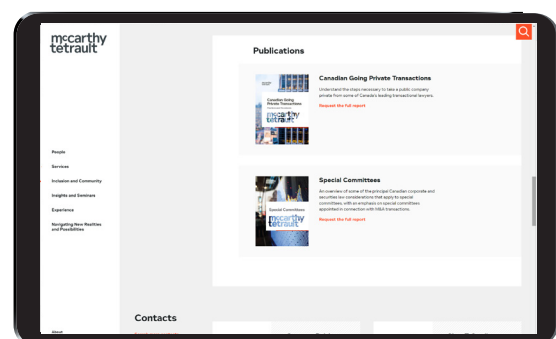 mccarthy
tetrault
People
Services
Inclusion and Community
Insights and Seminars
Experience
Navigating New Realities
and Possibilities
About
Publications
Canadian Going
Private Transactions
mccarthy
tetrault
Canadian Going Private Transactions
Understand the steps necessary to take a public company
private from some of Canada's leading transactional lawyers.
Request the full report.
Special Committees
mccarthy
tetrault
Special Committees
An overview of some of the principal Canadian corporate and
securities law considerations that apply to special
committees, with an emphasis on special committees
appointed in connection with M&A transactions.
Request the full report.
Contacts